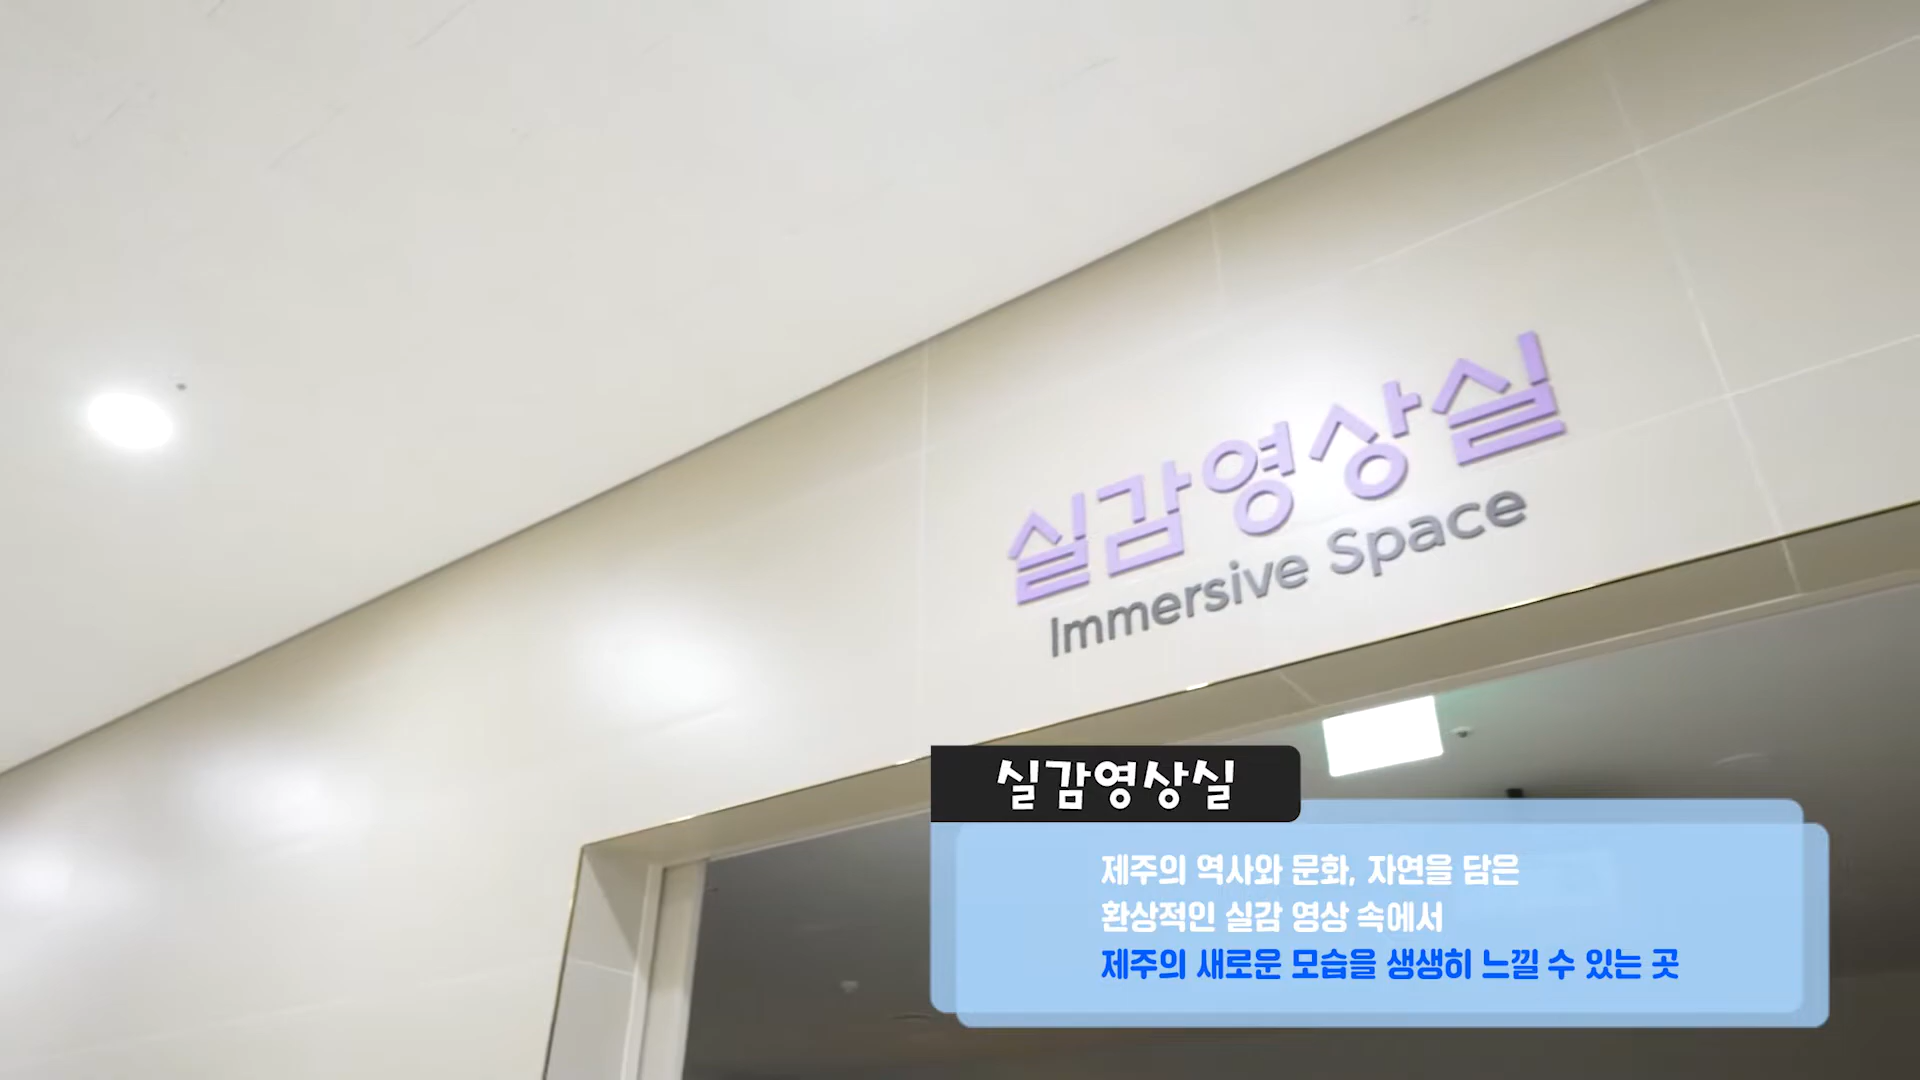 실감영상실
Immersive Space
실감영상실
제주의 역사와 문화, 자연을 담은
환상적인 실감 영상 속에서
제주의 새로운 모습을 생생히 느낄 수 있는 곳